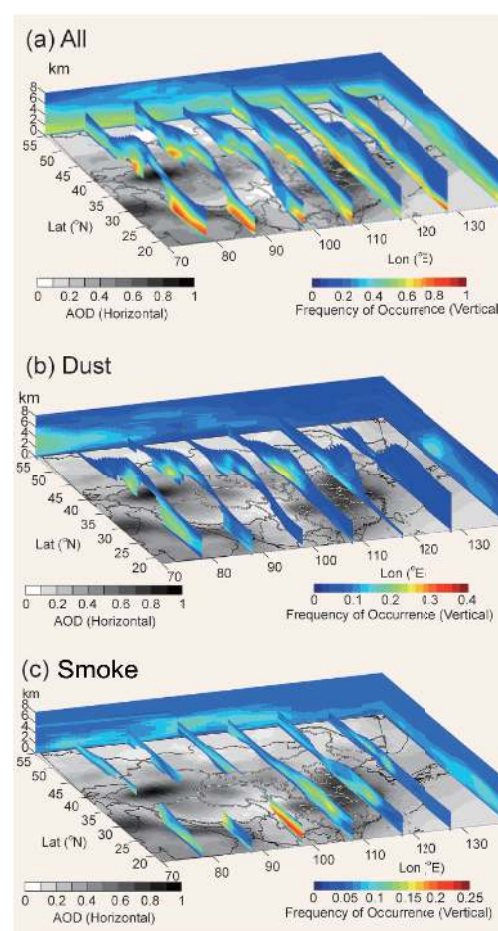 (a) All
km
8
6
4
2
0
55
50
45
40
35
30
25
20
Lat (°N)
70
80
90
100
110
120
130
Lon (°E)
0 0.2 0.4 0.6 0.8 1
AOD (Horizontal)
0 0.2 0.4 0.6 0.8 1
Frequency of Occurrence (Vertical)
(b) Dust
km
8
6
4
2
0
55
50
45
40
35
30
25
20
Lat (°N)
70
80
90
100
110
120
130
Lon (°E)
0 0.2 0.4 0.6 0.8 1
AOD (Horizontal)
0 0.1 0.2 0.3 0.4
Frequency of Occurrence (Vertical)
(c) Smoke
km
8
6
4
2
0
55
50
45
40
35
30
25
20
Lat (°N)
70
80
90
100
110
120
130
Lon (°E)
0 0.2 0.4 0.6 0.8 1
AOD (Horizontal)
0 0.05 0.1 0.15 0.2 0.25
Frequency of Occurrence (Vertical)